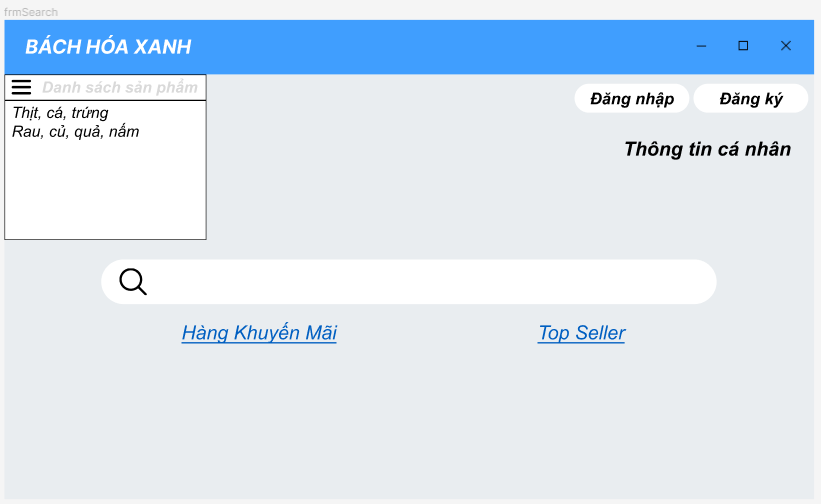 frmSearch
BÁCH HÓA XANH
Danh sách sản phẩm
Thịt, cá, trứng
Rau, củ, quả, nấm
Đăng nhập
Đăng ký
Thông tin cá nhân
Hàng Khuyến Mãi
Top Seller